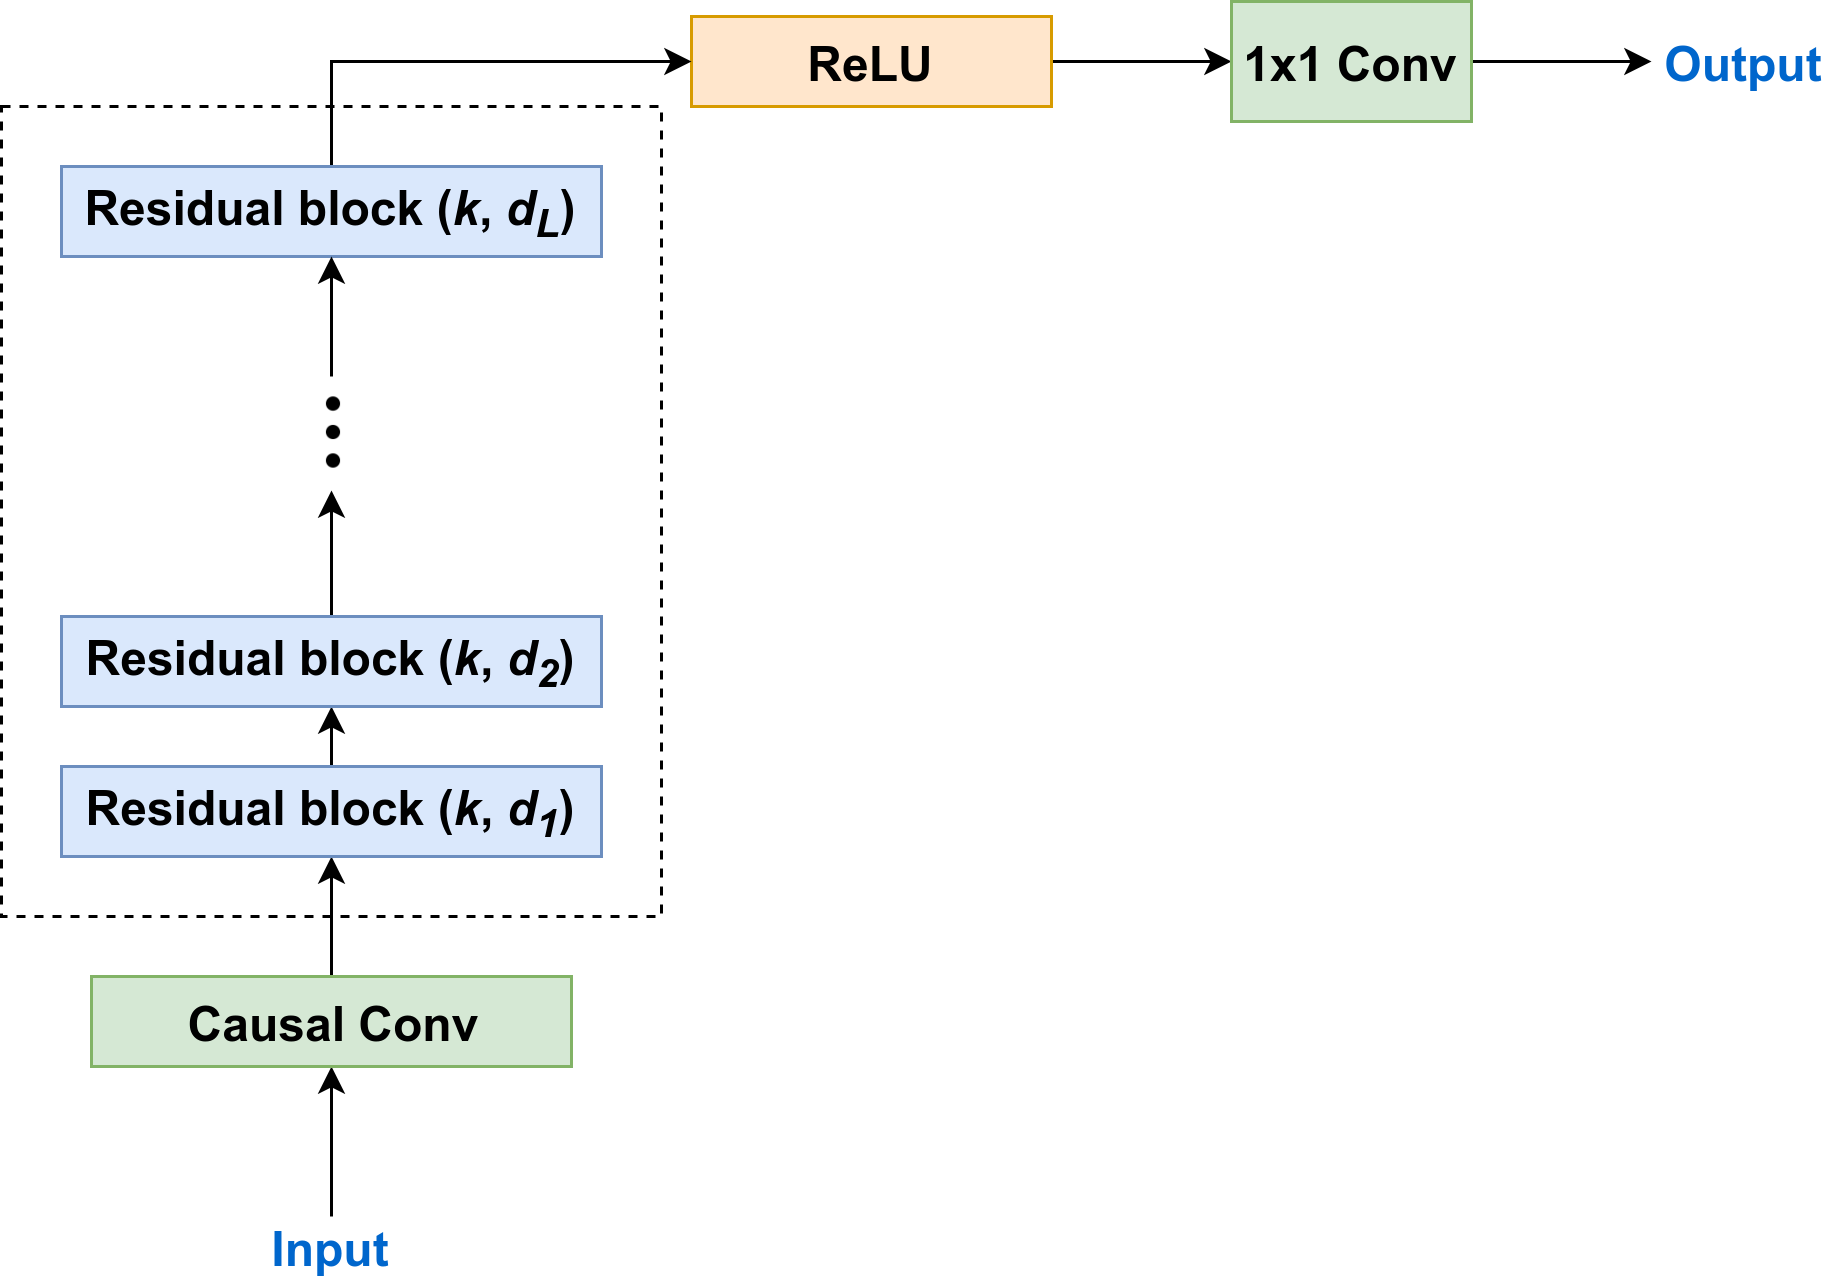 ReLU
1x1 Conv
Output
Residual block (k, d_L)
Residual block (k, d_2)
Residual block (k, d_1)
Causal Conv
Input